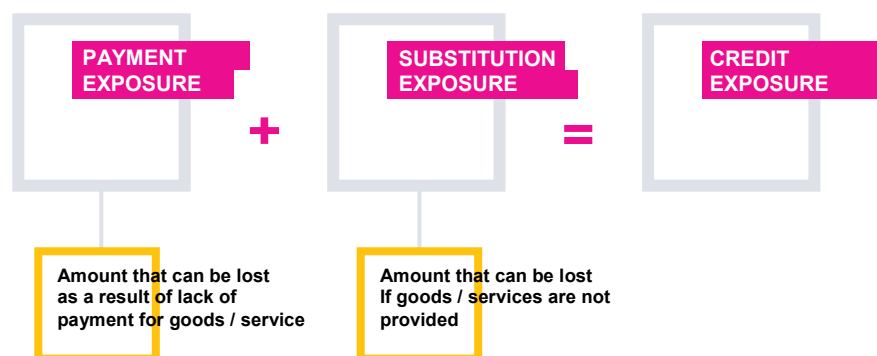 PAYMENT
EXPOSURE
+
SUBSTITUTION
EXPOSURE
=
CREDIT
EXPOSURE
Amount that can be lost
as a result of lack of
payment for goods / service
Amount that can be lost
If goods / services are not
provided